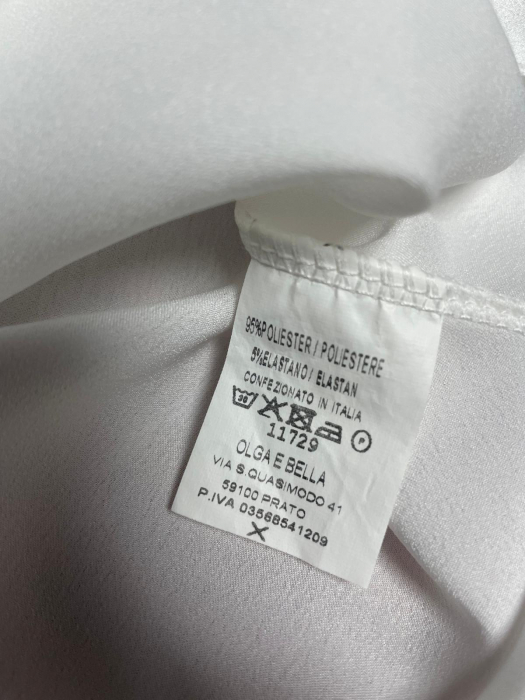 95%POLIESTER / POLIESTERE
5%ELASTANO / ELASTAN
CONFEZIONATO IN ITALIA
30 P
11729
OLGA E BELLA
VIA S.QUASIMODO 41
59100 PRATO
P.IVA 03568541209
X